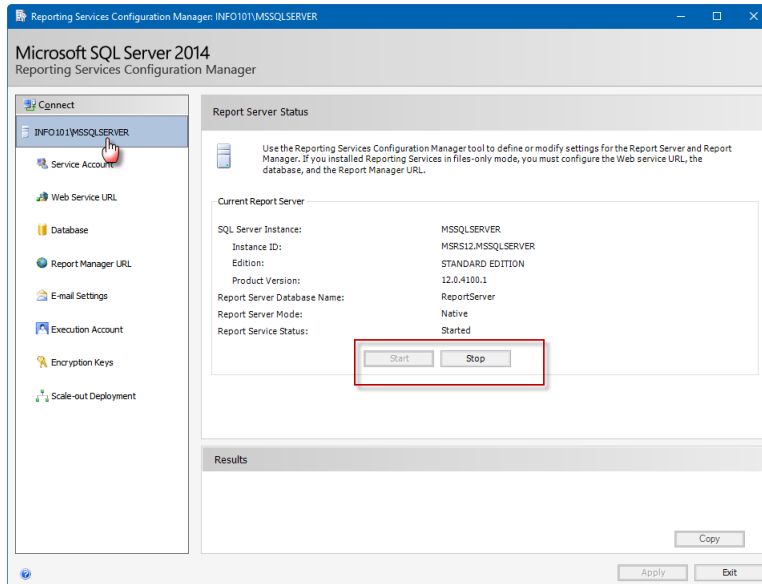 Reporting Services Configuration Manager: INFO101\MSSQLSERVER
Microsoft SQL Server 2014
Reporting Services Configuration Manager
Connect
INFO101\MSSQLSERVER
Service Account
Web Service URL
Database
Report Manager URL
E-mail Settings
Execution Account
Encryption Keys
Scale-out Deployment
Report Server Status
Use the Reporting Services Configuration Manager tool to define or modify settings for the Report Server and Report
Manager. If you installed Reporting Services in files-only mode, you must configure the Web service URL, the
database, and the Report Manager URL.
Current Report Server
SQL Server Instance: MSSQLSERVER
Instance ID: MSRS12.MSSQLSERVER
Edition: STANDARD EDITION
Product Version: 12.0.4100.1
Report Server Database Name: ReportServer
Report Server Mode: Native
Report Service Status: Started
Start Stop
Results
Copy
Apply Exit